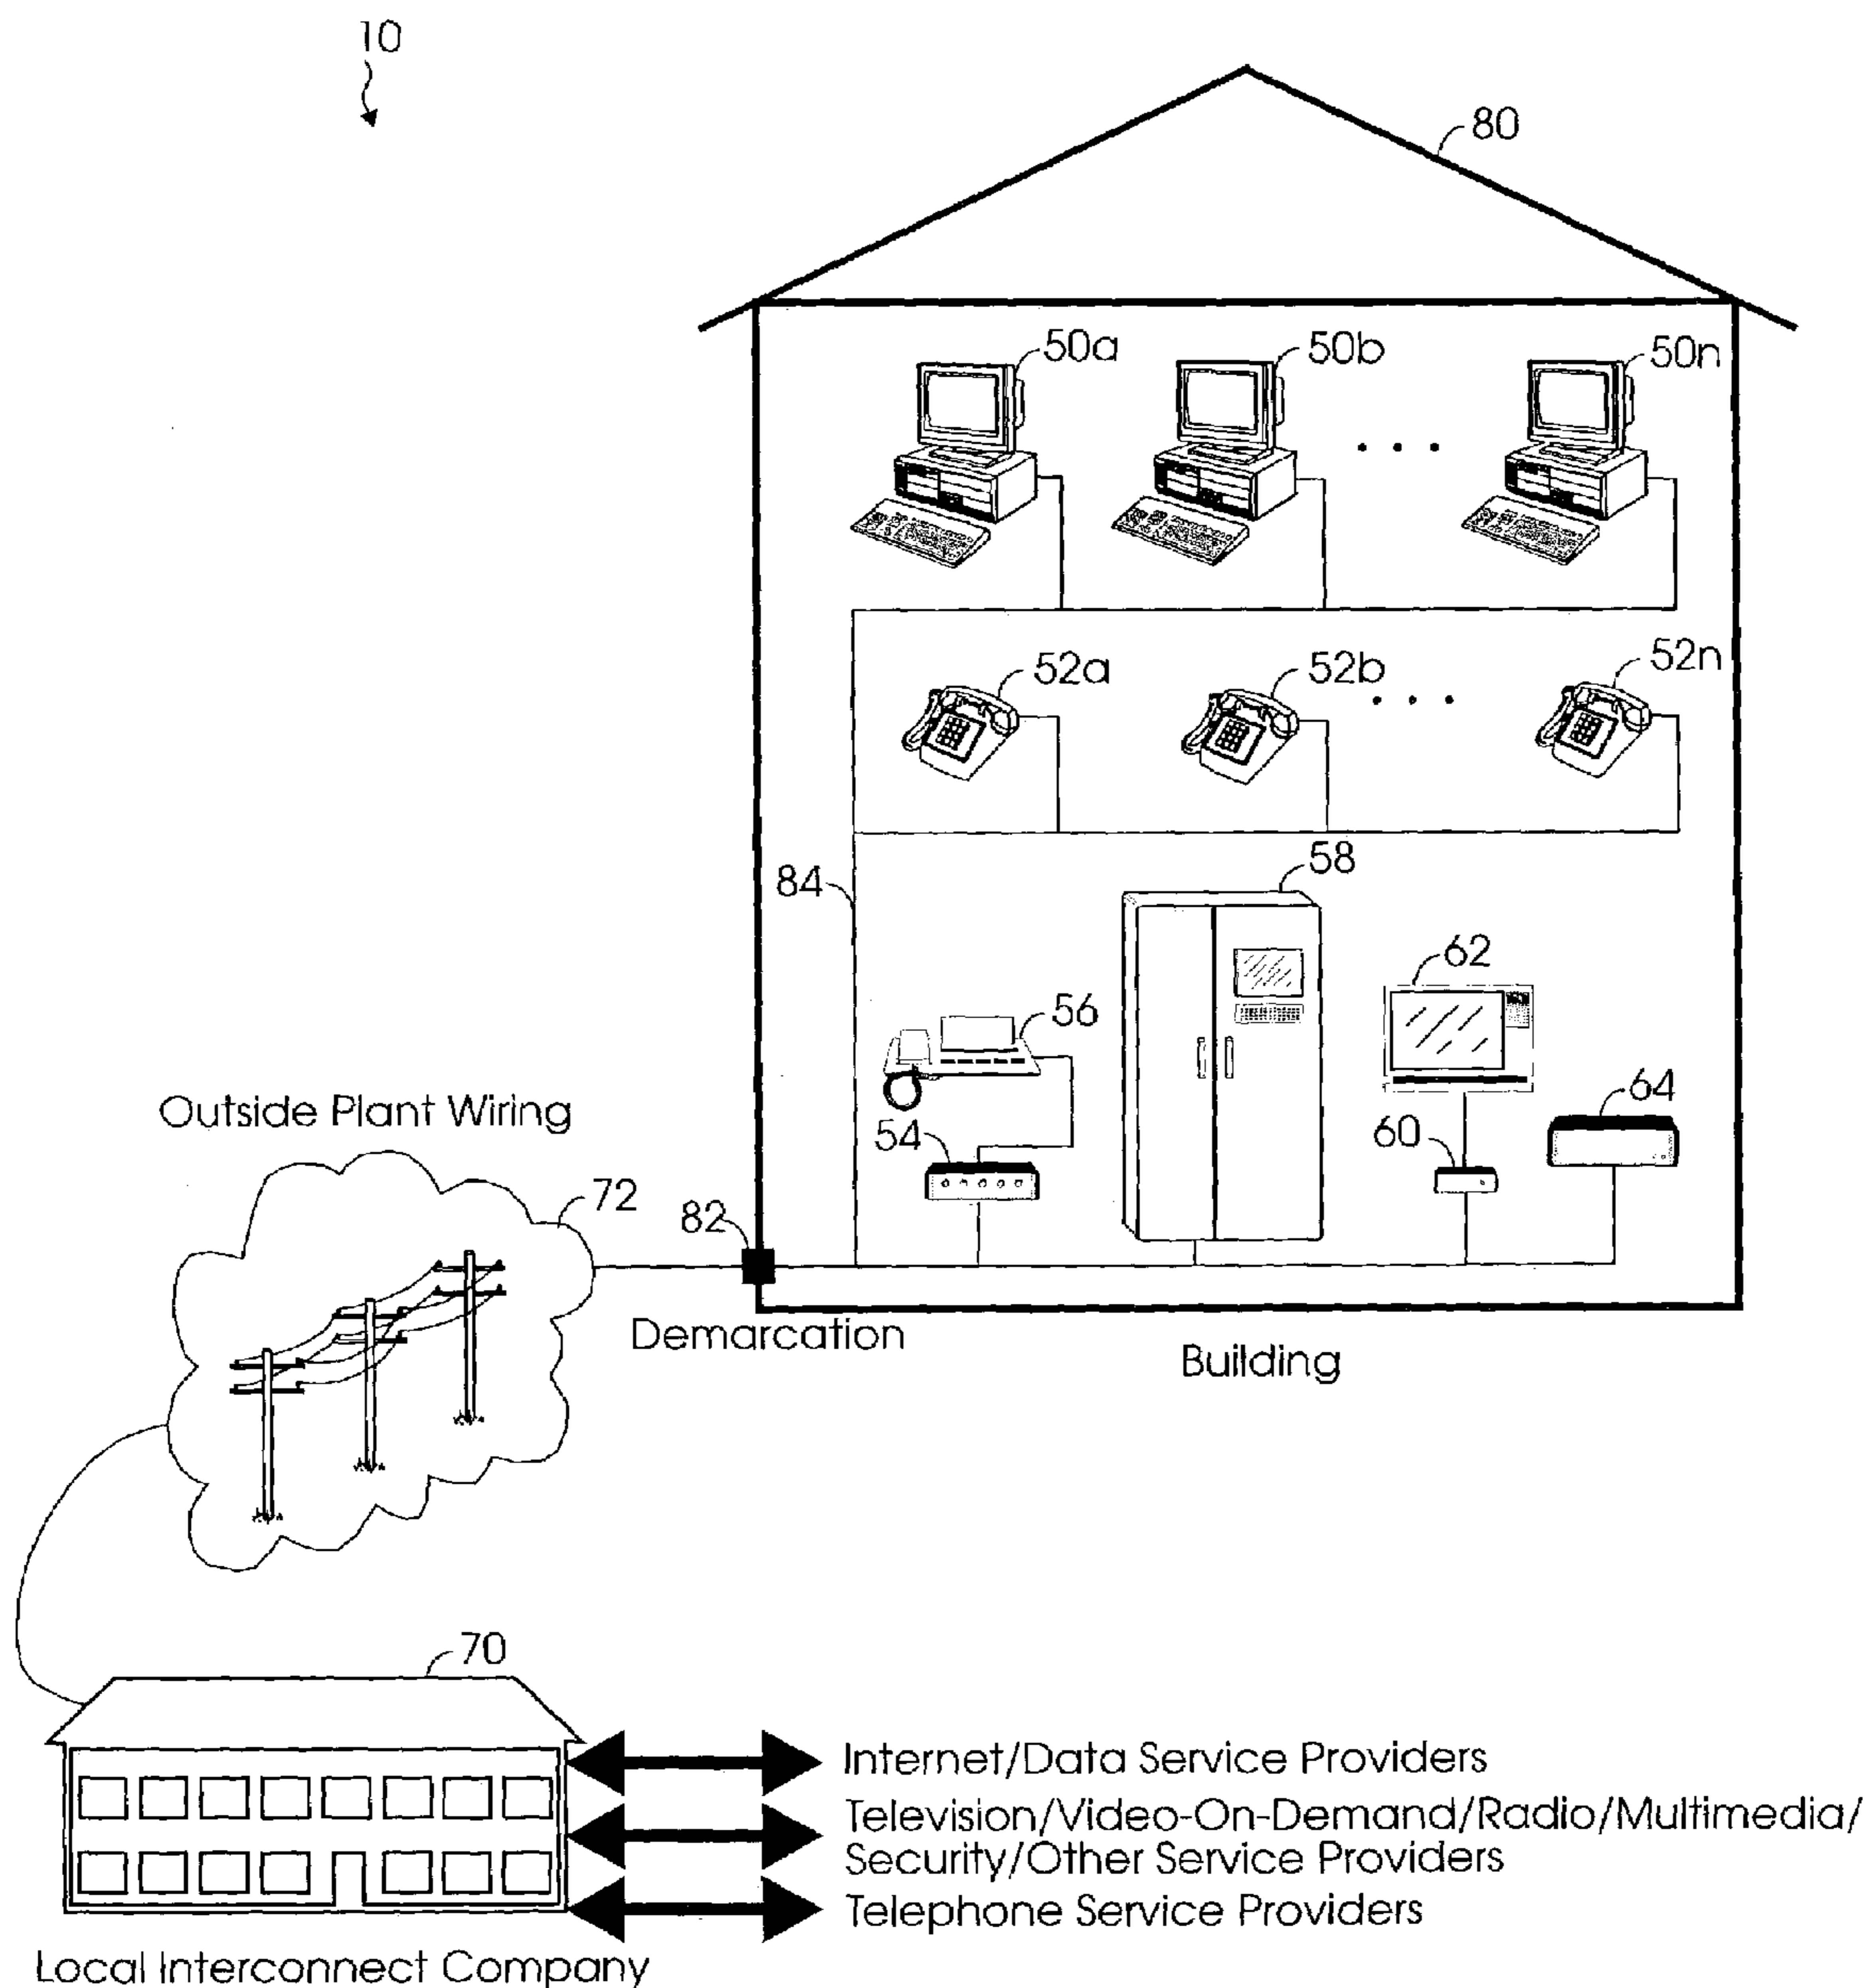 10
80
50a
50b
50n
52a
52b
52n
58
84
62
56
64
Outside Plant Wiring
54
60
72
82
Demarcation
Building
70
Internet/Data Service Providers
Television/Video-On-Demand/Radio/Multimedia/
Security/Other Service Providers
Telephone Service Providers
Local Interconnect Company